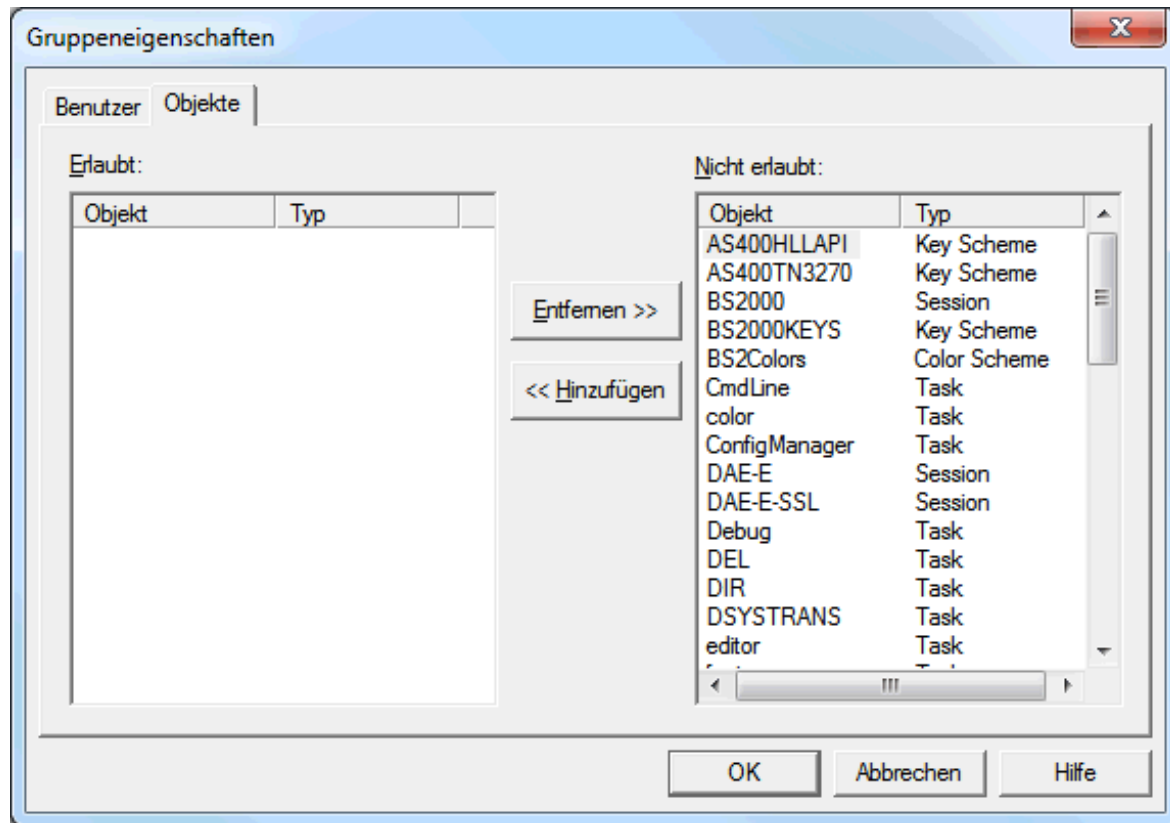 Gruppeneigenschaften
Benutzer Objekte
Erlaubt:
Objekt Typ
Entfernen >>
<< Hinzufügen
Nicht erlaubt:
Objekt Typ
AS400HLLAPI Key Scheme
AS400TN3270 Key Scheme
BS2000 Session
BS2000KEYS Key Scheme
BS2Colors Color Scheme
CmdLine Task
color Task
ConfigManager Task
DAE-E Session
DAE-E-SSL Session
Debug Task
DEL Task
DIR Task
DSYSTRANS Task
editor Task
OK Abbrechen Hilfe